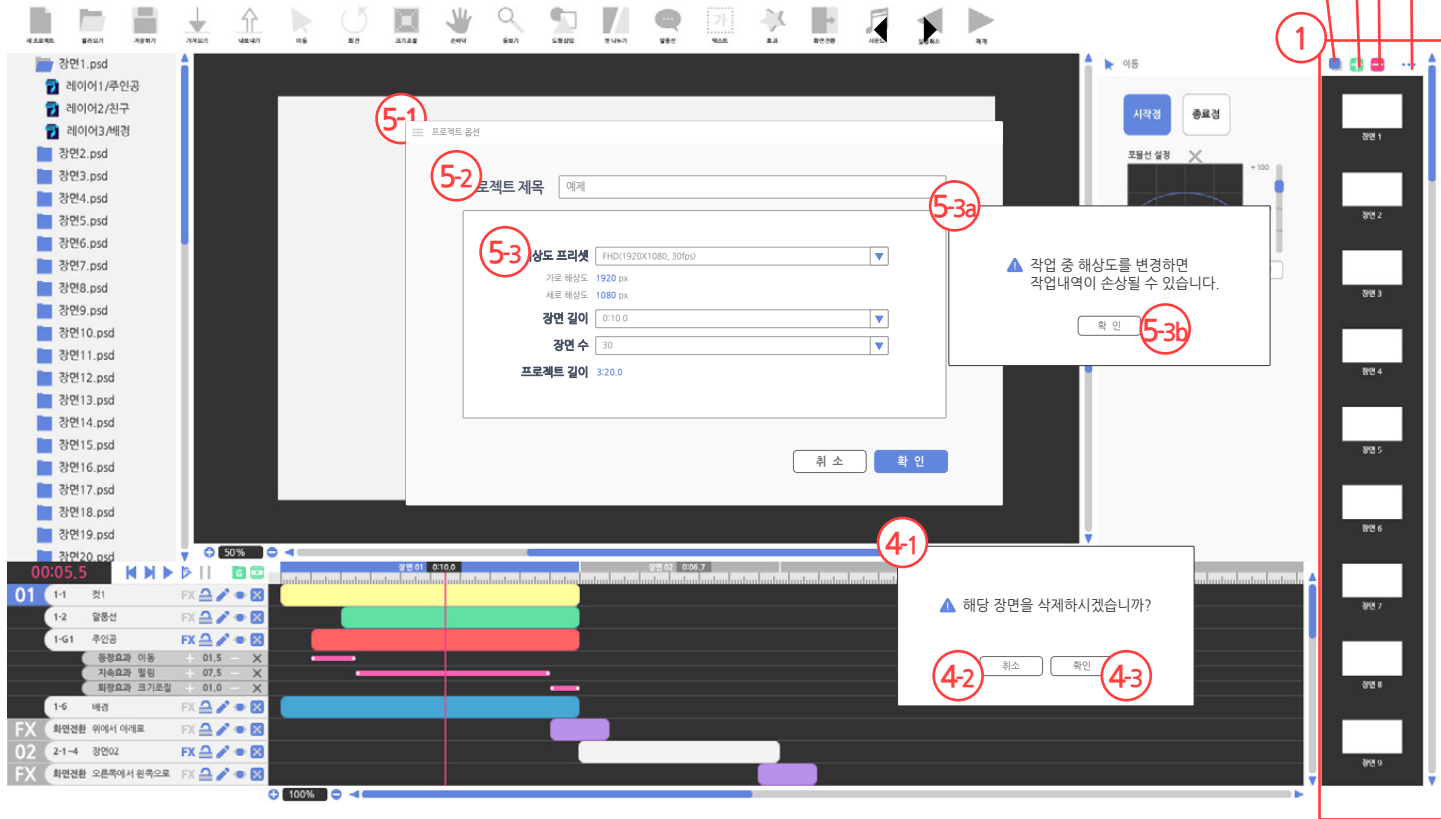 새 프로젝트 불러오기 저장하기 가져오기 내보내기 이동 회전 크기조절 손바닥 돋보기 도형삽입 컷 나누기 말풍선 텍스트 효과 화면전환 사운드 실행취소 재개
가
1
장면1.psd
레이어1/주인공
레이어2/친구
레이어3/배경
장면2.psd
장면3.psd
장면4.psd
장면5.psd
장면6.psd
장면7.psd
장면8.psd
장면9.psd
장면10.psd
장면11.psd
장면12.psd
장면13.psd
장면14.psd
장면15.psd
장면16.psd
장면17.psd
장면18.psd
장면19.psd
장면20.psd
5-1
프로젝트 옵션
5-2
로젝트 제목 예제
5-3
상도 프리셋 FHD(1920X1080, 30fps)
가로 해상도 1920 px
세로 해상도 1080 px
장면 길이 0:10.0
장면 수 30
프로젝트 길이 3:20.0
취 소 확 인
이동
시작점 종료점
포물선 설정
+ 100
5-3a
작업 중 해상도를 변경하면
작업내역이 손상될 수 있습니다.
확 인
5-3b
장면 1
장면 2
장면 3
장면 4
장면 5
장면 6
장면 7
장면 8
장면 9
50%
4-1
해당 장면을 삭제하시겠습니까?
취소 확인
4-2 4-3
00:05.5 G
장면 01 0:10.0 장면 02 0:06.7
01 1-1 컷1 FX
1-2 말풍선 FX
1-G1 주인공 FX
등장효과 이동 + 01.5 − X
지속효과 떨림 + 07.5 − X
퇴장효과 크기조절 + 01.0 − X
1-6 배경 FX
FX 화면전환 위에서 아래로 FX
02 2-1~4 장면02 FX
FX 화면전환 오른쪽에서 왼쪽으로 FX
100%